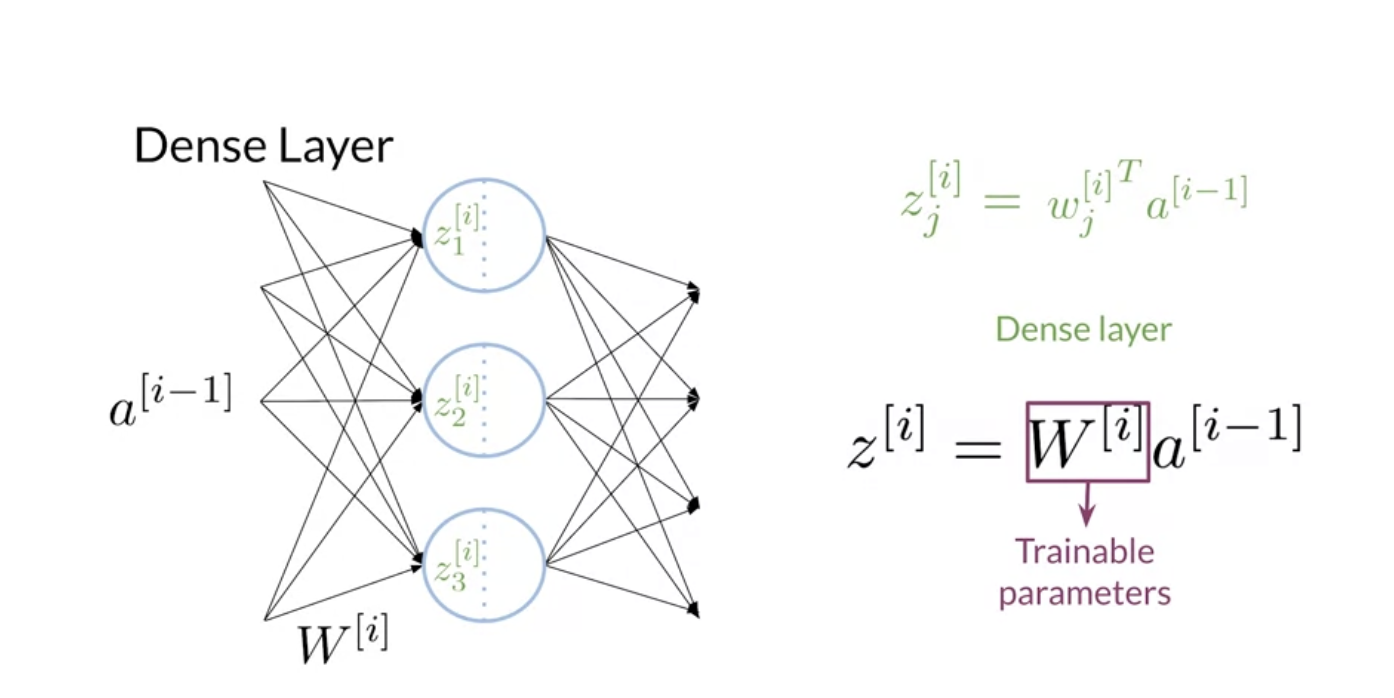 Dense Layer
z_1^{[i]}
z_2^{[i]}
z_3^{[i]}
a^{[i-1]}
W^{[i]}
z_j^{[i]} = w_j^{[i]^T} a^{[i-1]}
Dense layer
z^{[i]} = W^{[i]} a^{[i-1]}
Trainable
parameters